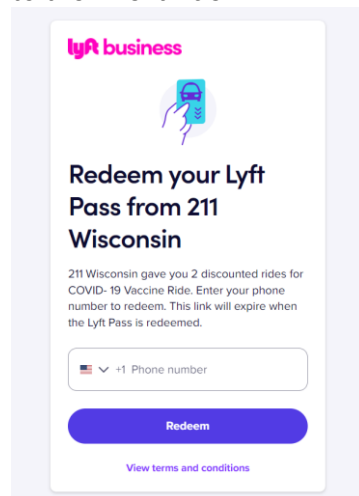 lyft business
Redeem your Lyft
Pass from 211
Wisconsin
211 Wisconsin gave you 2 discounted rides for
COVID- 19 Vaccine Ride. Enter your phone
number to redeem. This link will expire when
the Lyft Pass is redeemed.
+1 Phone number
Redeem
View terms and conditions